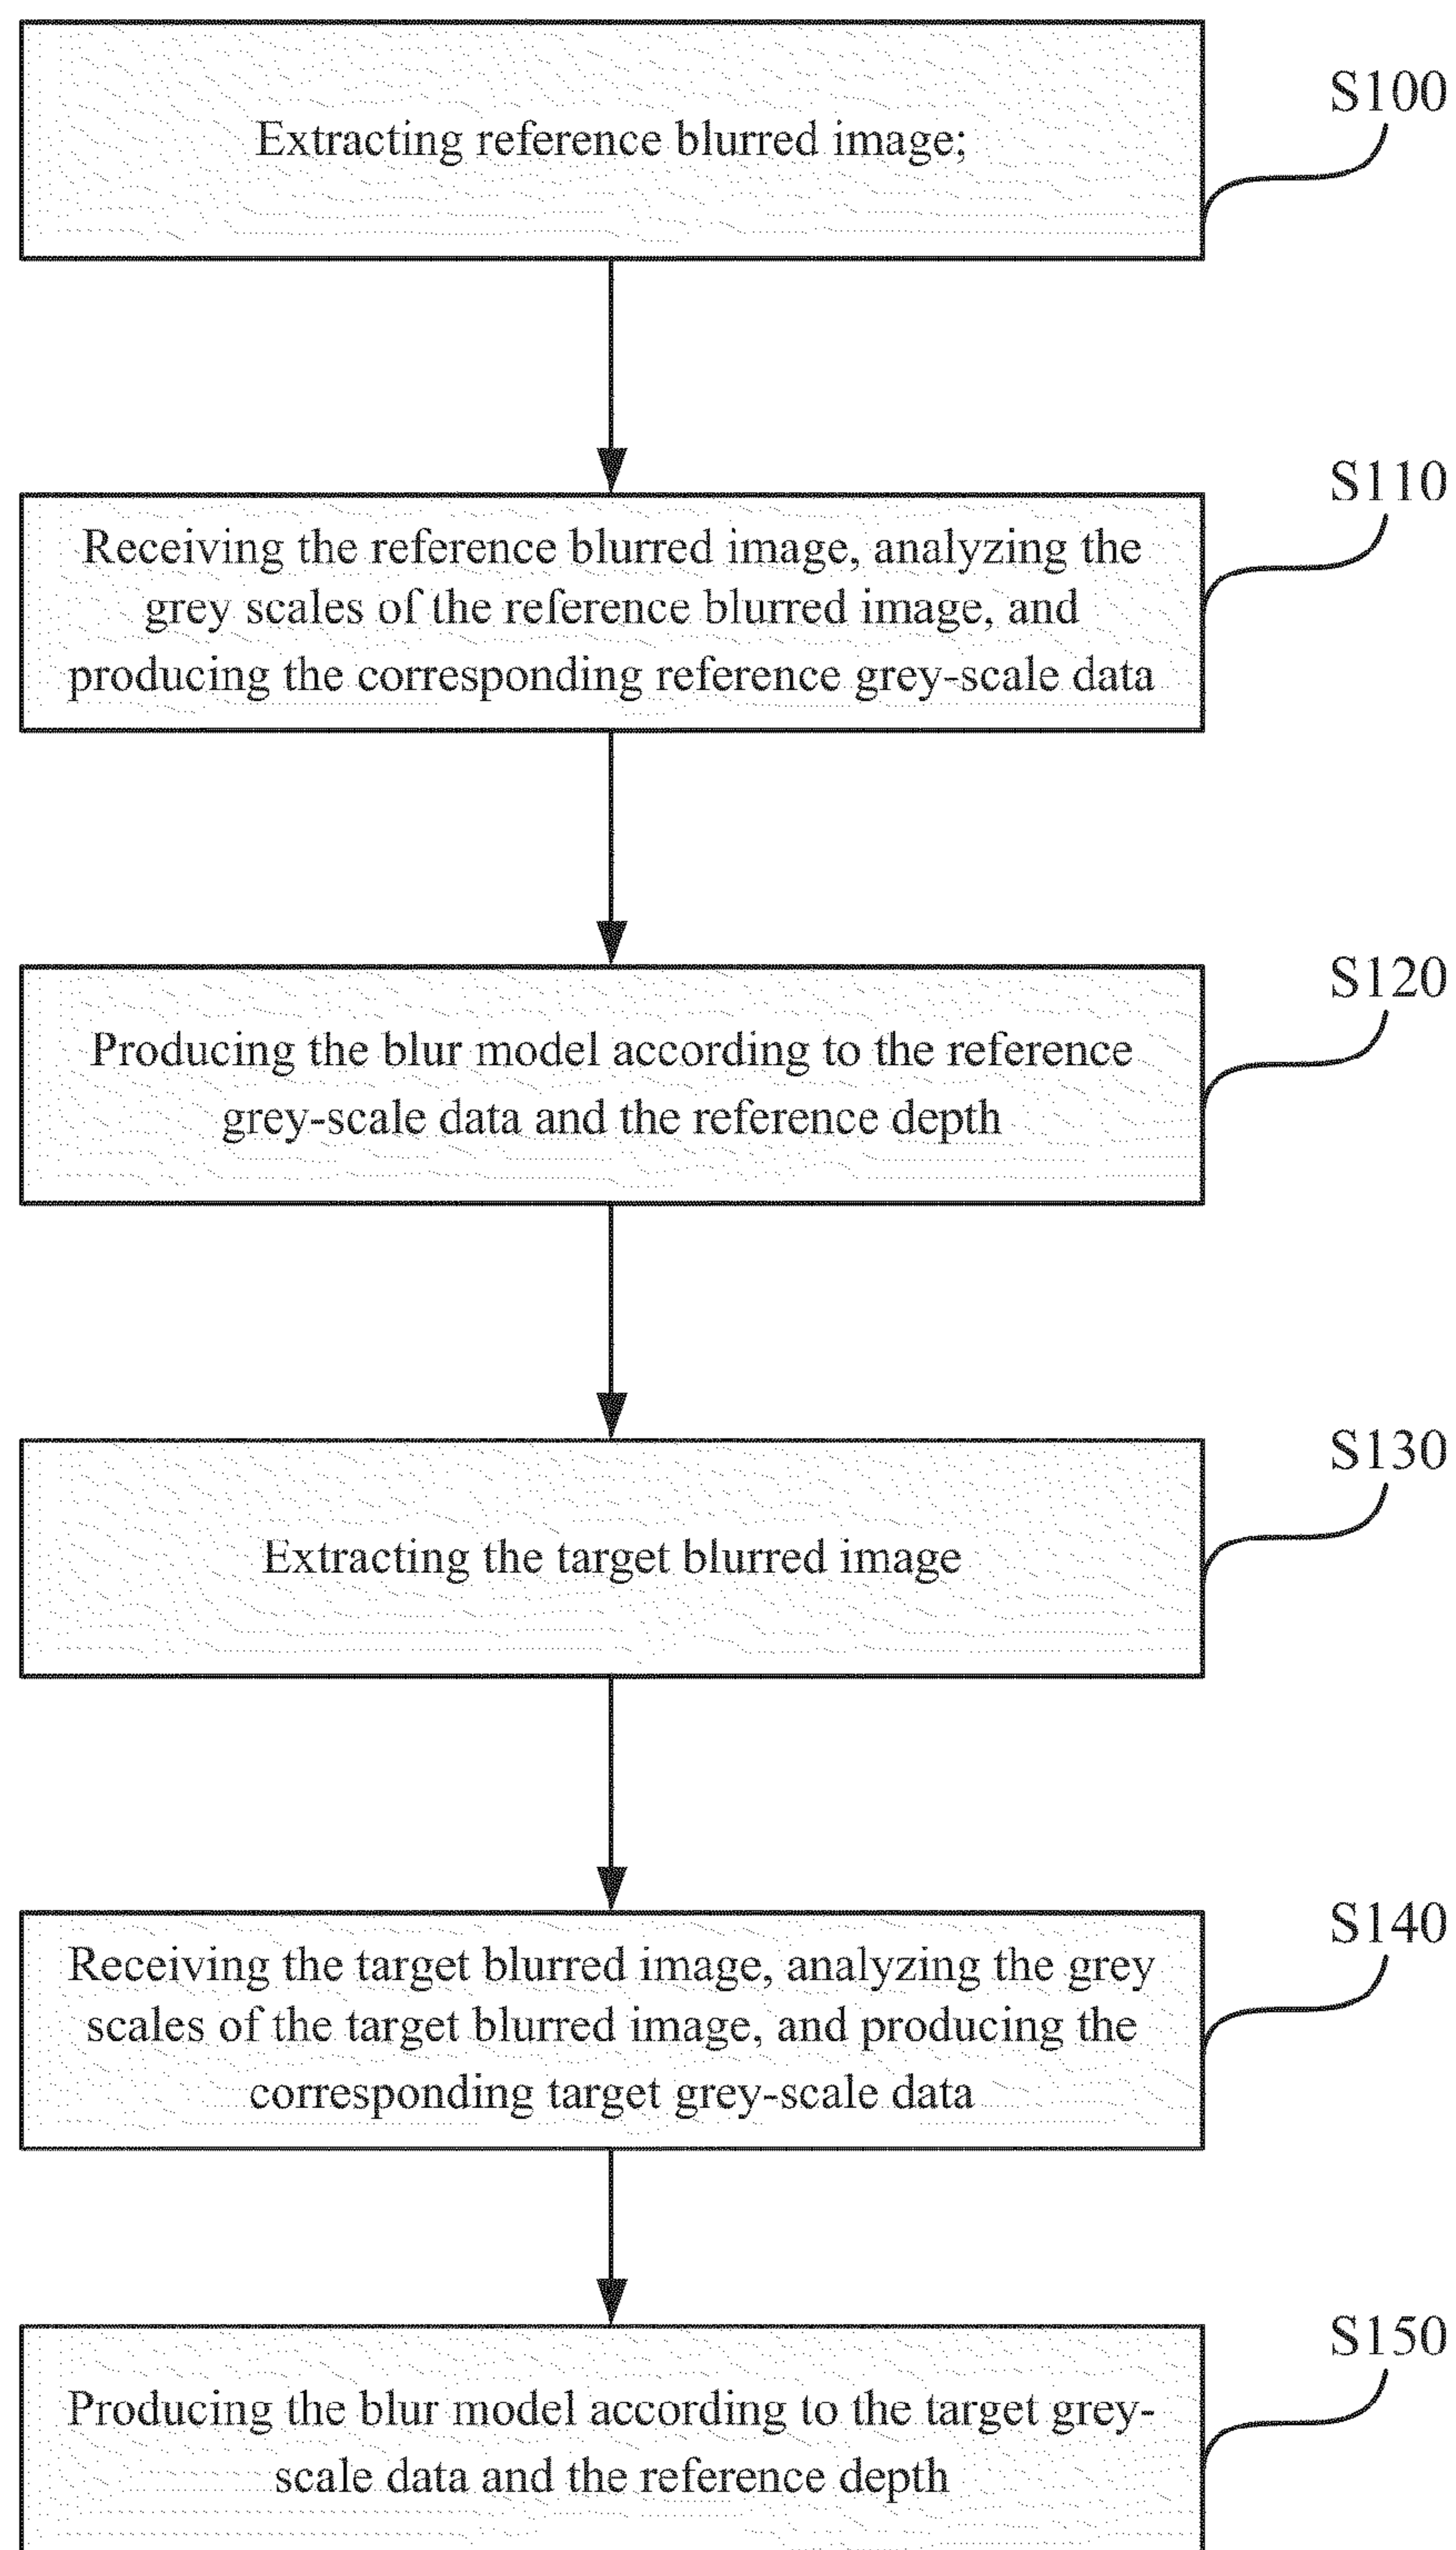 S100
Extracting reference blurred image;
S110
Receiving the reference blurred image, analyzing the
grey scales of the reference blurred image, and
producing the corresponding reference grey-scale data
S120
Producing the blur model according to the reference
grey-scale data and the reference depth
S130
Extracting the target blurred image
S140
Receiving the target blurred image, analyzing the grey
scales of the target blurred image, and producing the
corresponding target grey-scale data
S150
Producing the blur model according to the target grey-
scale data and the reference depth